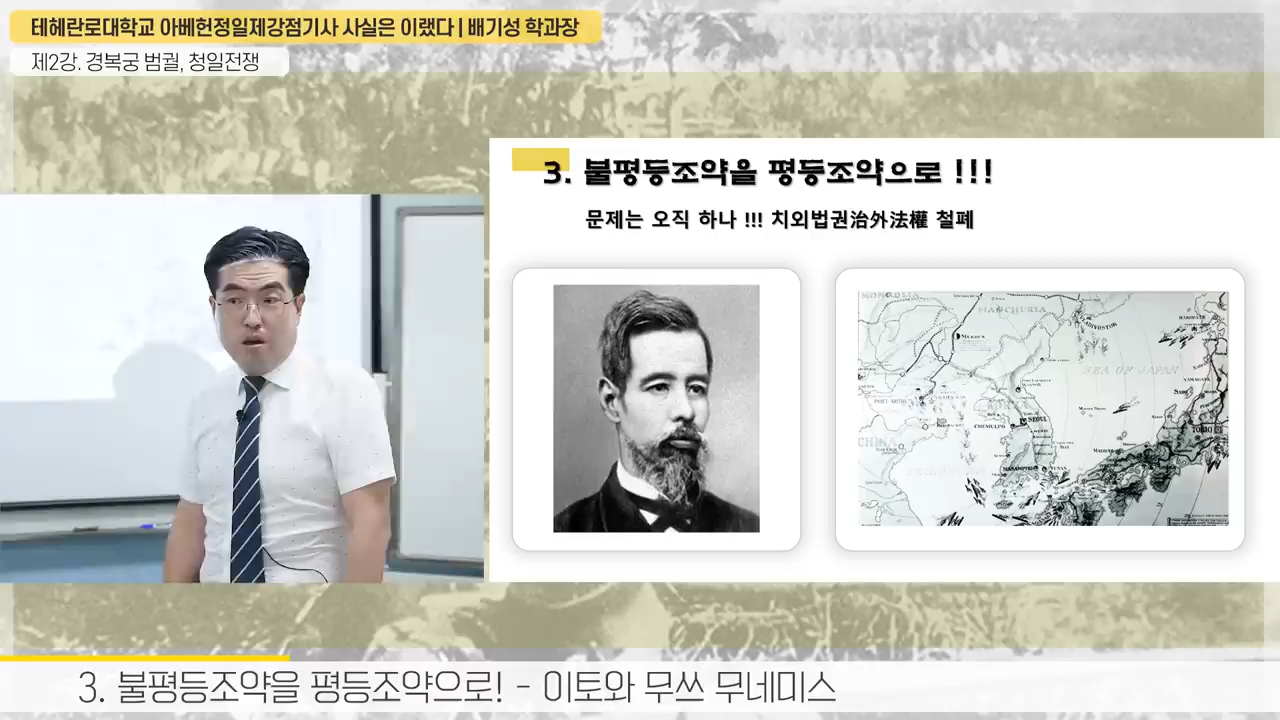 테헤란로대학교 아베헌정일제강점기사 사실은 이랬다 | 배기성 학과장
제2강. 경복궁 범궐, 청일전쟁
3. 불평등조약을 평등조약으로 !!!
문제는 오직 하나 !!! 치외법권治外法權 철폐
MONGOLIA
MANCHURIA
SEA OF JAPAN
SEOUL
CHEMULPO
CHINA
TOKIO
3. 불평등조약을 평등조약으로! - 이토와 무쓰 무네미스